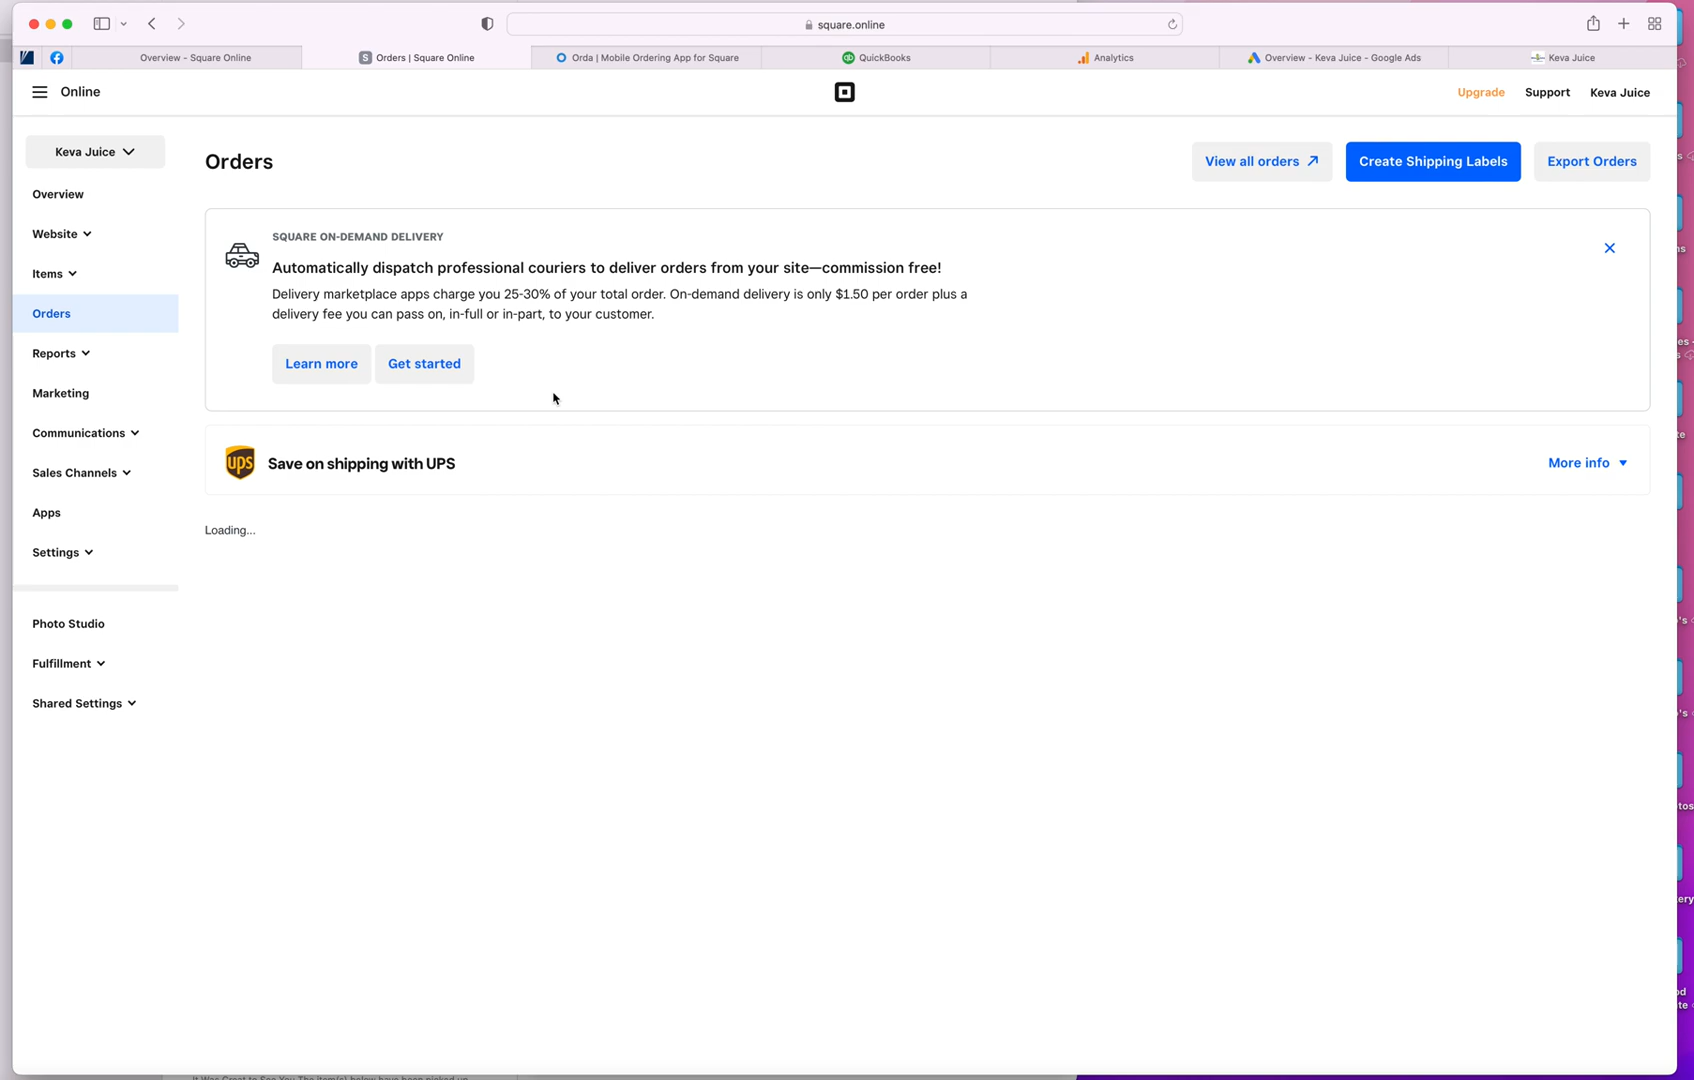 square.online
Overview - Square Online
S Orders | Square Online
Orda | Mobile Ordering App for Square
qb QuickBooks
Analytics
Overview - Keva Juice - Google Ads
Keva Juice
Online
Upgrade
Support
Keva Juice
Keva Juice
Overview
Website
Items
Orders
Reports
Marketing
Communications
Sales Channels
Apps
Settings
Photo Studio
Fulfillment
Shared Settings
Orders
View all orders
Create Shipping Labels
Export Orders
SQUARE ON-DEMAND DELIVERY
Automatically dispatch professional couriers to deliver orders from your site—commission free!
Delivery marketplace apps charge you 25-30% of your total order. On-demand delivery is only $1.50 per order plus a
delivery fee you can pass on, in-full or in-part, to your customer.
Learn more
Get started
ups
Save on shipping with UPS
More info
Loading...